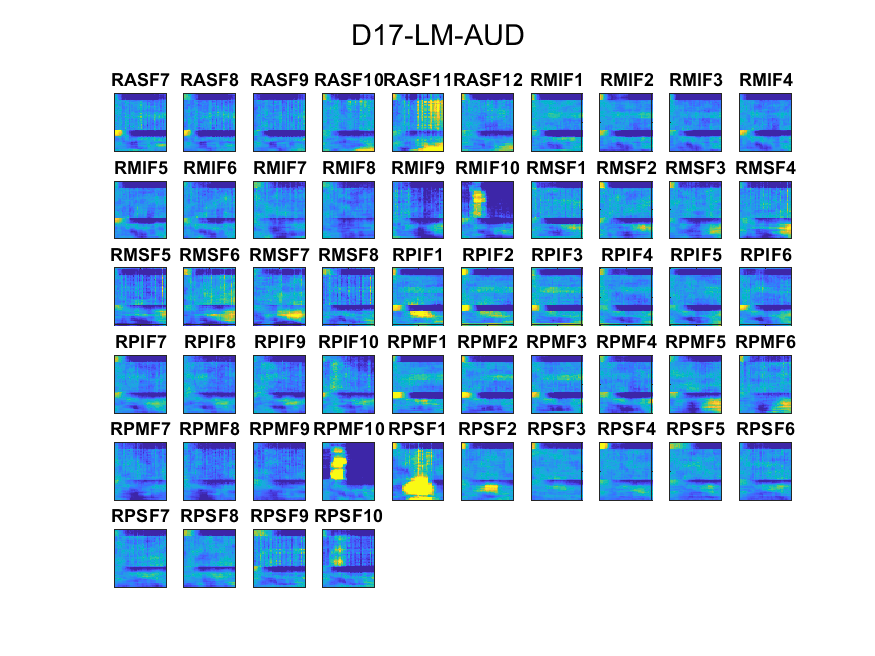 D17-LM-AUD
RASF7 RASF8 RASF9 RASF10 RASF11 RASF12 RMIF1 RMIF2 RMIF3 RMIF4
RMIF5 RMIF6 RMIF7 RMIF8 RMIF9 RMIF10 RMSF1 RMSF2 RMSF3 RMSF4
RMSF5 RMSF6 RMSF7 RMSF8 RPIF1 RPIF2 RPIF3 RPIF4 RPIF5 RPIF6
RPIF7 RPIF8 RPIF9 RPIF10 RPMF1 RPMF2 RPMF3 RPMF4 RPMF5 RPMF6
RPMF7 RPMF8 RPMF9 RPMF10 RPSF1 RPSF2 RPSF3 RPSF4 RPSF5 RPSF6
RPSF7 RPSF8 RPSF9 RPSF10